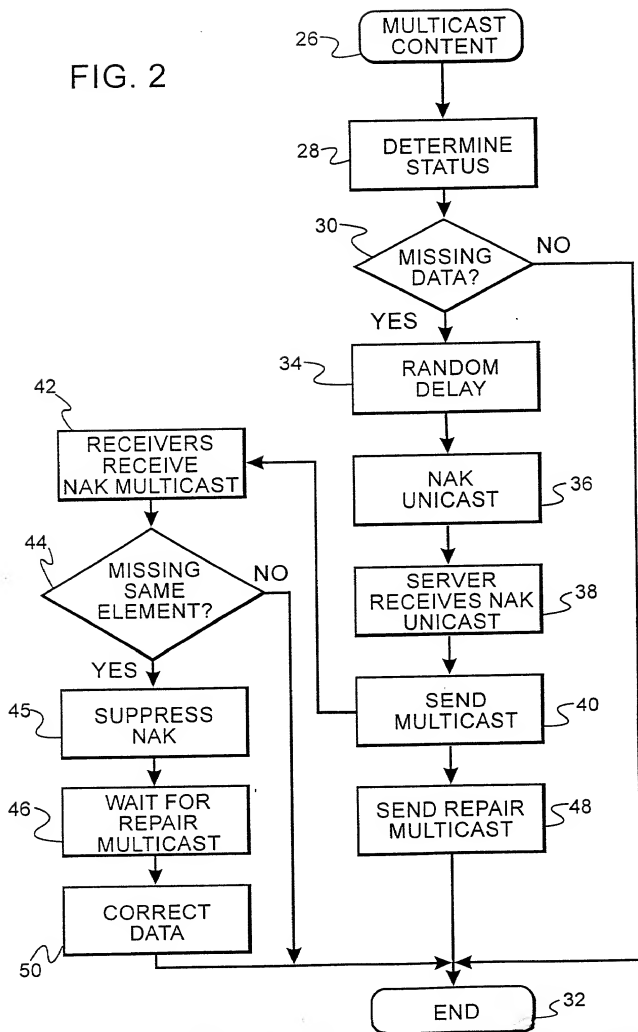 FIG. 2
26
MULTICAST
CONTENT
28
DETERMINE
STATUS
30
MISSING
DATA?
NO
YES
34
RANDOM
DELAY
NAK
UNICAST
36
SERVER
RECEIVES NAK
UNICAST
38
SEND
MULTICAST
40
SEND REPAIR
MULTICAST
48
42
RECEIVERS
RECEIVE
NAK MULTICAST
44
MISSING
SAME
ELEMENT?
NO
YES
45
SUPPRESS
NAK
46
WAIT FOR
REPAIR
MULTICAST
CORRECT
DATA
50
END
32